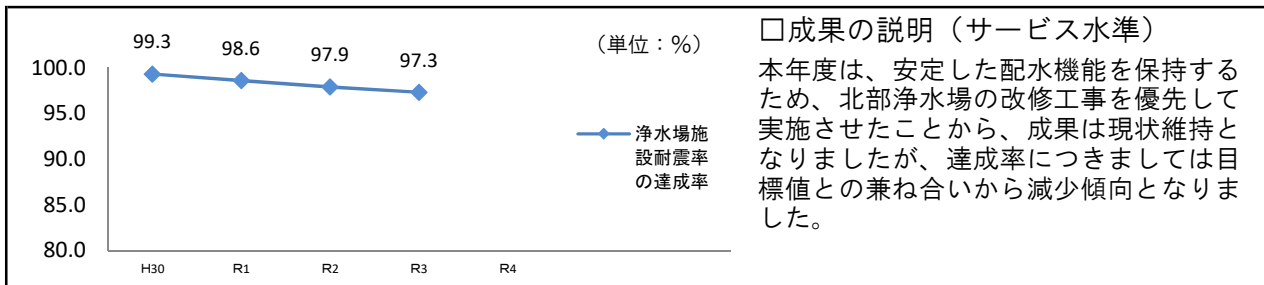 99.3
98.6
97.9
97.3
（単位：％）
100.0
95.0
90.0
85.0
80.0
H30
R1
R2
R3
R4
浄水場施
設耐震率
の達成率
□成果の説明（サービス水準）
本年度は、安定した配水機能を保持する
ため、北部浄水場の改修工事を優先して
実施させたことから、成果は現状維持と
なりましたが、達成率につきましては目
標値との兼ね合いから減少傾向となりま
した。